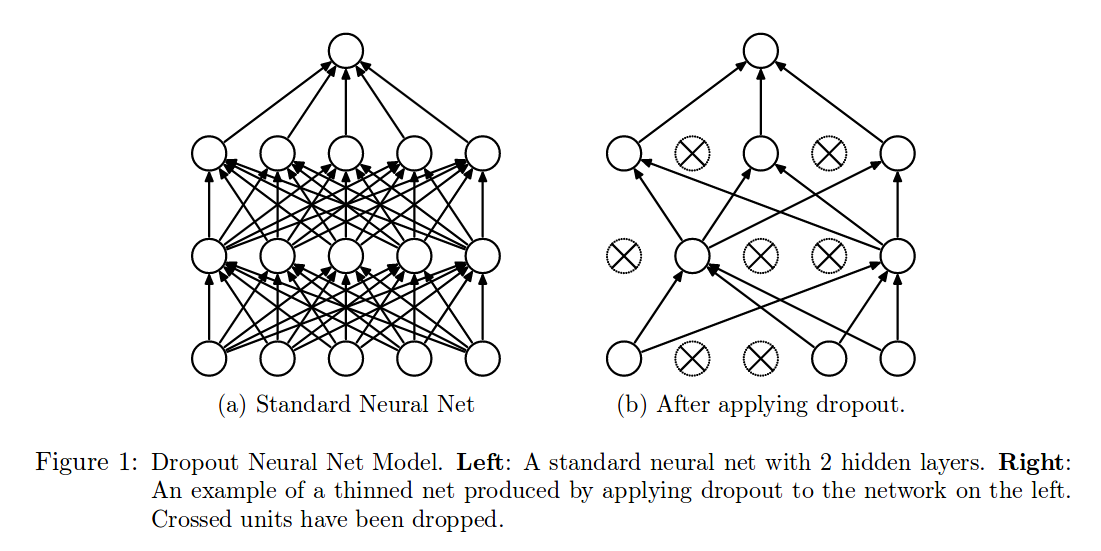 (a) Standard Neural Net
(b) After applying dropout.
Figure 1: Dropout Neural Net Model. Left: A standard neural net with 2 hidden layers. Right:
An example of a thinned net produced by applying dropout to the network on the left.
Crossed units have been dropped.